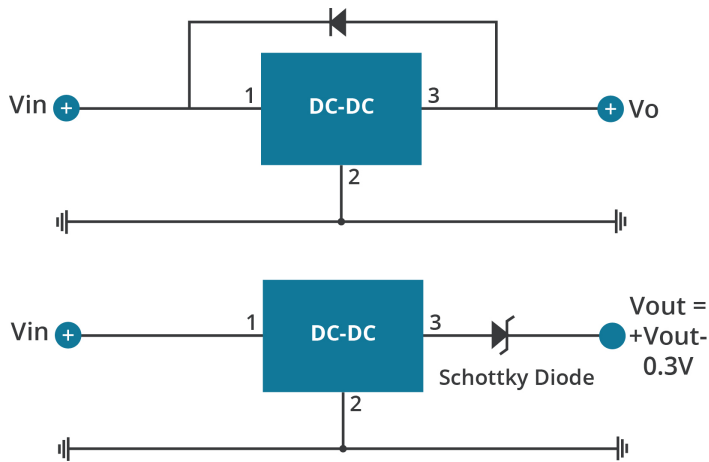 Vin
+
1
DC-DC
3
+
Vo
2
Vin
+
1
DC-DC
3
Schottky Diode
Vout =
+Vout-
0.3V
2